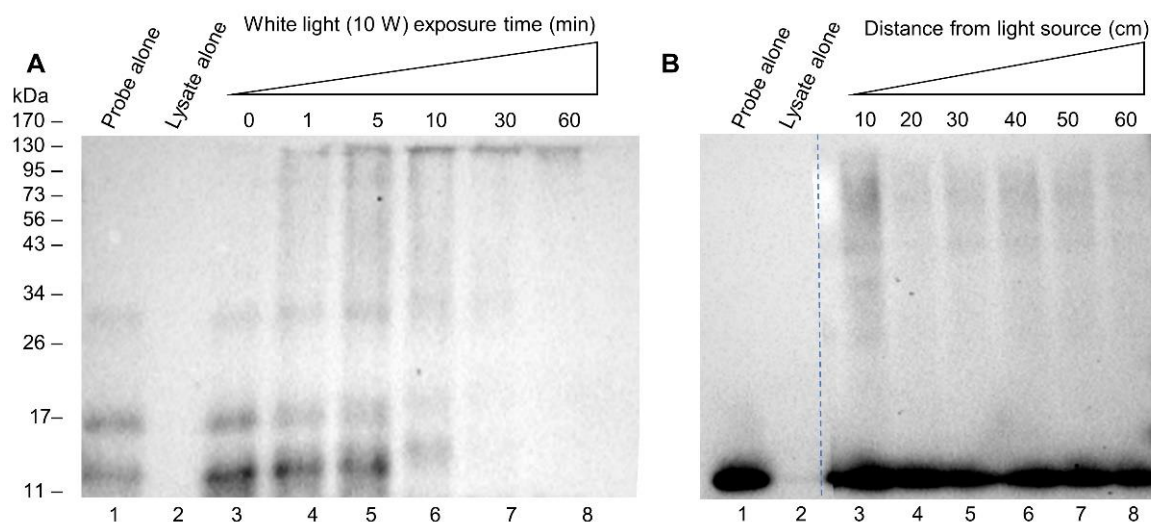 A
Probe alone
Lysate alone
White light (10 W) exposure time (min)
0 1 5 10 30 60
kDa
170 –
130 –
95 –
73 –
56 –
43 –
34 –
26 –
17–
11 –
1 2 3 4 5 6 7 8
B
Probe alone
Lysate alone
Distance from light source (cm)
10 20 30 40 50 60
1 2 3 4 5 6 7 8